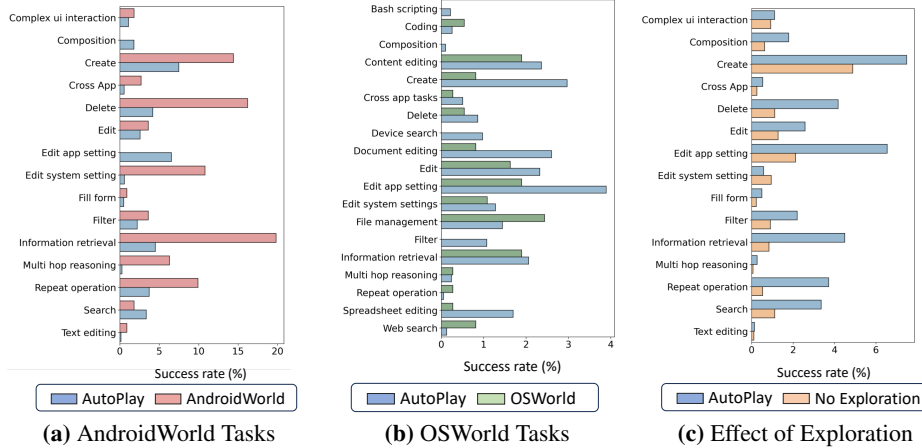 Complex ui interaction
Composition
Create
Cross App
Delete
Edit
Edit app setting
Edit system setting
Fill form
Filter
Information retrieval
Multi hop reasoning
Repeat operation
Search
Text editing
0 5 10 15 20
Success rate (%)
AutoPlay AndroidWorld
(a) AndroidWorld Tasks
Bash scripting
Coding
Composition
Content editing
Create
Cross app tasks
Delete
Device search
Document editing
Edit
Edit app setting
Edit system settings
File management
Filter
Information retrieval
Multi hop reasoning
Repeat operation
Spreadsheet editing
Web search
0 1 2 3 4
Success rate (%)
AutoPlay OSWorld
(b) OSWorld Tasks
Complex ui interaction
Composition
Create
Cross App
Delete
Edit
Edit app setting
Edit system setting
Fill form
Filter
Information retrieval
Multi hop reasoning
Repeat operation
Search
Text editing
0 2 4 6
Success rate (%)
AutoPlay No Exploration
(c) Effect of Exploration